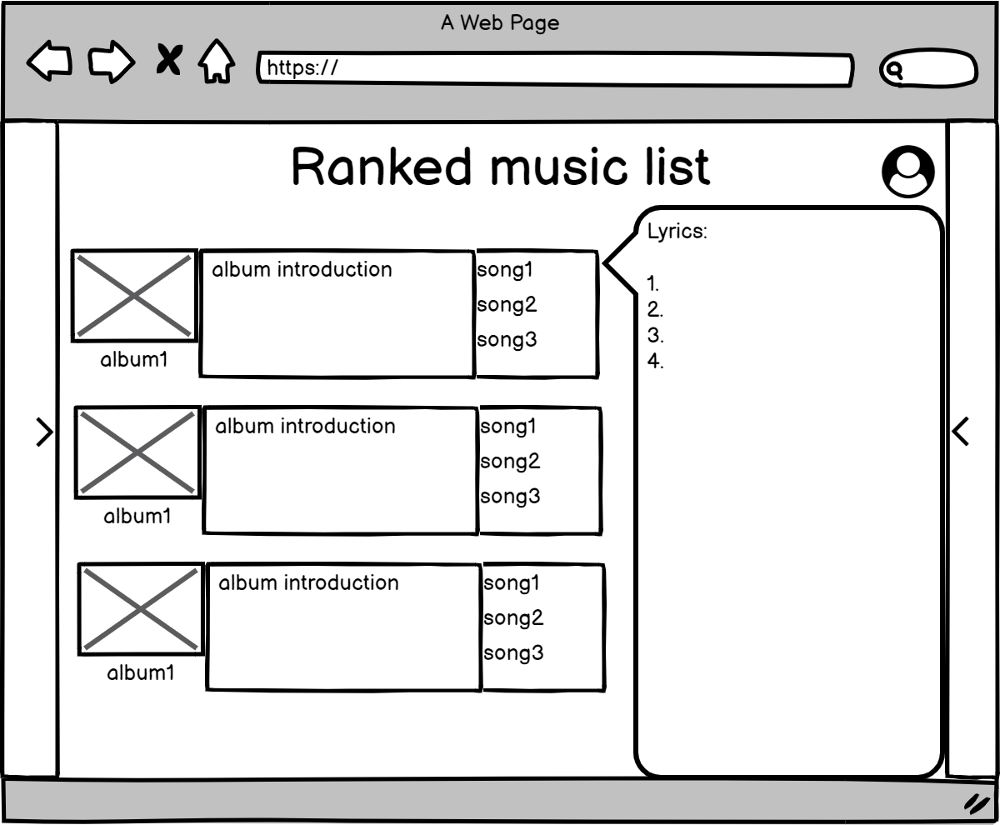 A Web Page
https://
Ranked music list
album introduction
song1
song2
song3
album1
album introduction
song1
song2
song3
album1
album introduction
song1
song2
song3
album1
Lyrics:
1.
2.
3.
4.